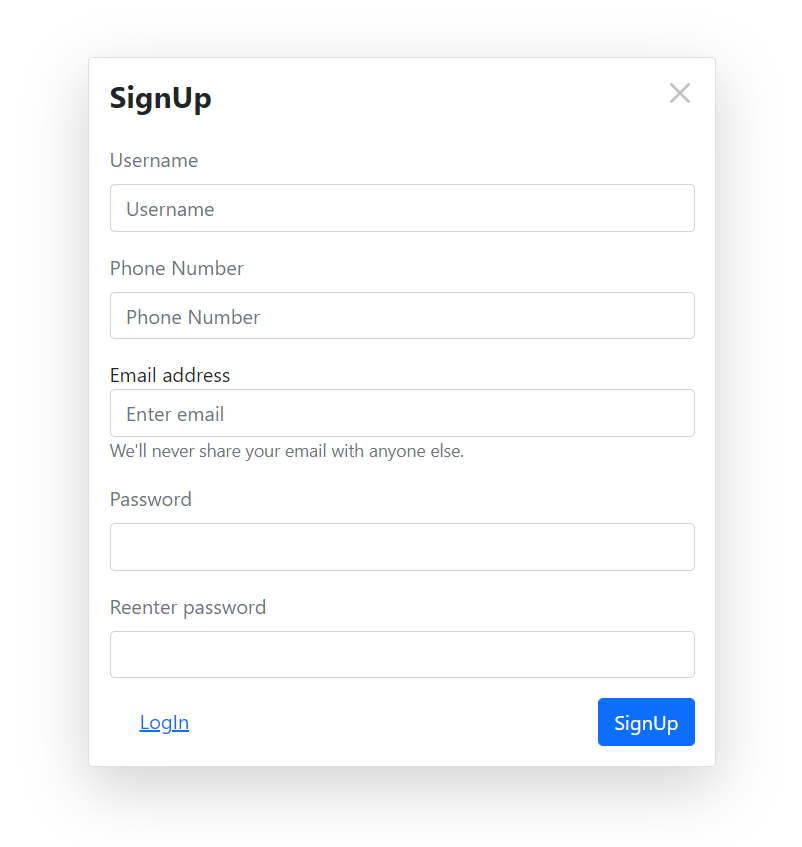 SignUp
Username
Username
Phone Number
Phone Number
Email address
Enter email
We'll never share your email with anyone else.
Password
Reenter password
LogIn SignUp